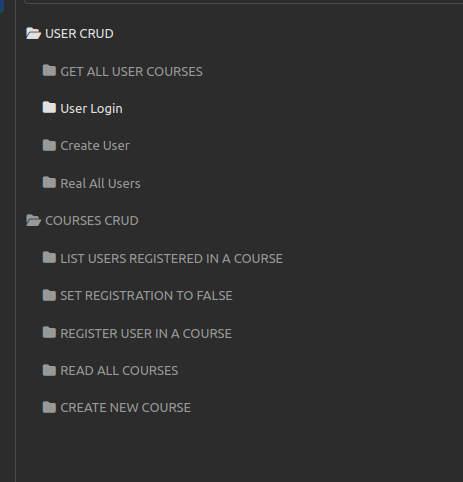 USER CRUD
GET ALL USER COURSES
User Login
Create User
Real All Users
COURSES CRUD
LIST USERS REGISTERED IN A COURSE
SET REGISTRATION TO FALSE
REGISTER USER IN A COURSE
READ ALL COURSES
CREATE NEW COURSE